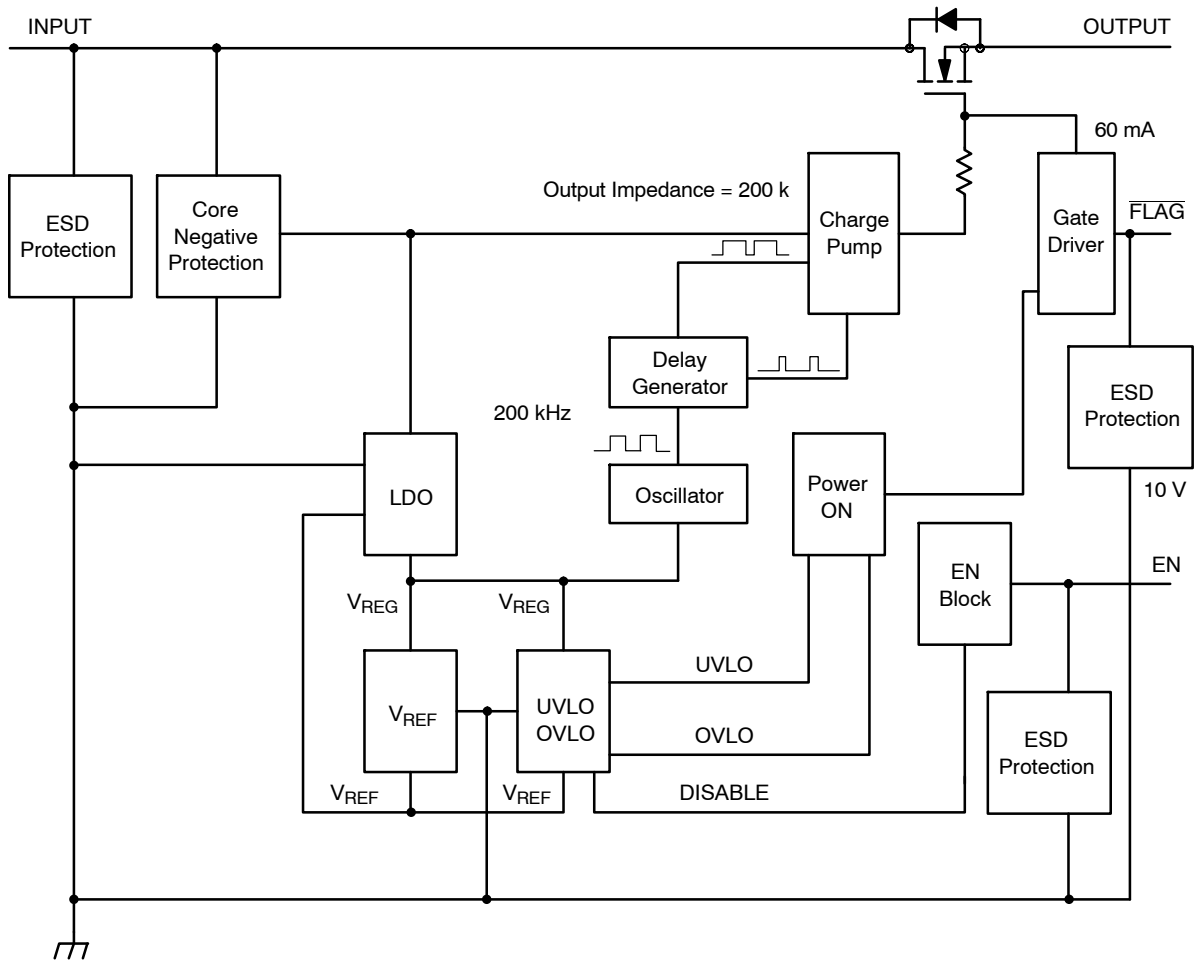 INPUT
OUTPUT
60 mA
Output Impedance = 200 k
ESD
Protection
Core
Negative
Protection
Charge
Pump
Gate
Driver
FLAG
Delay
Generator
ESD
Protection
200 kHz
LDO
Oscillator
Power
ON
10 V
EN
Block
EN
VREG
VREG
VREF
UVLO
OVLO
UVLO
OVLO
ESD
Protection
VREF
VREF
DISABLE